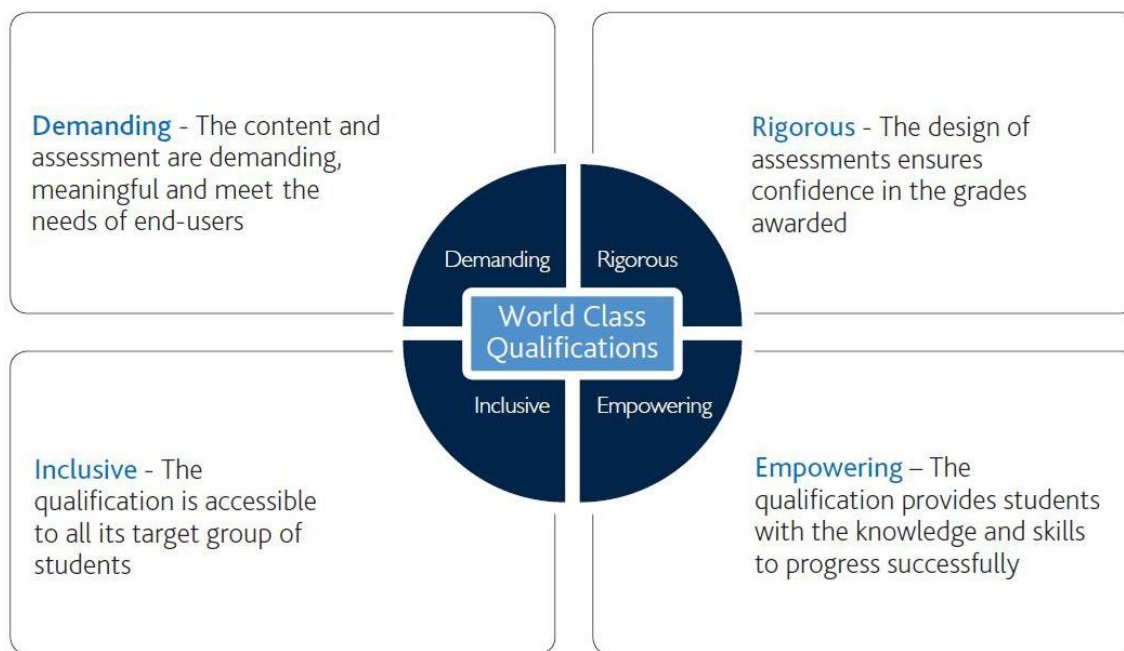 Demanding - The content and
assessment are demanding,
meaningful and meet the
needs of end-users
Rigorous - The design of
assessments ensures
confidence in the grades
awarded
Demanding
Rigorous
World Class
Qualifications
Inclusive
Empowering
Inclusive - The
qualification is accessible
to all its target group of
students
Empowering – The
qualification provides students
with the knowledge and skills
to progress successfully